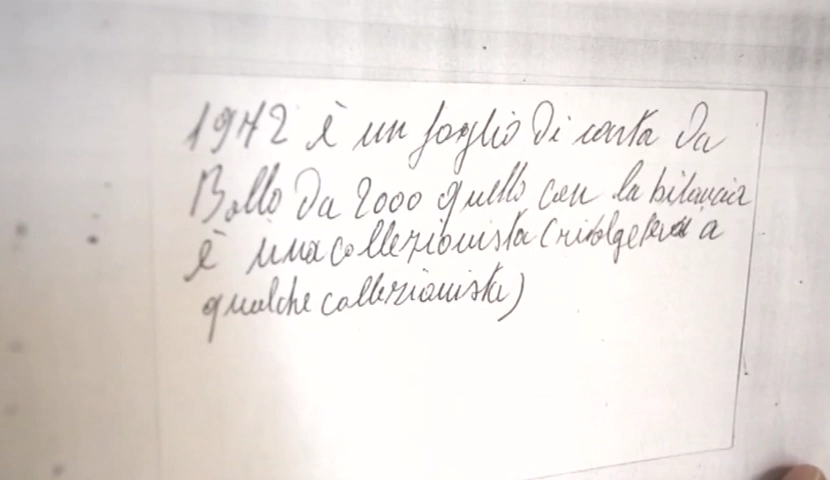 1942 è un foglio di carta da
Bollo da 2000 quello con la bilancia
è una collezionista (rivolgetevi a
qualche collezionista)